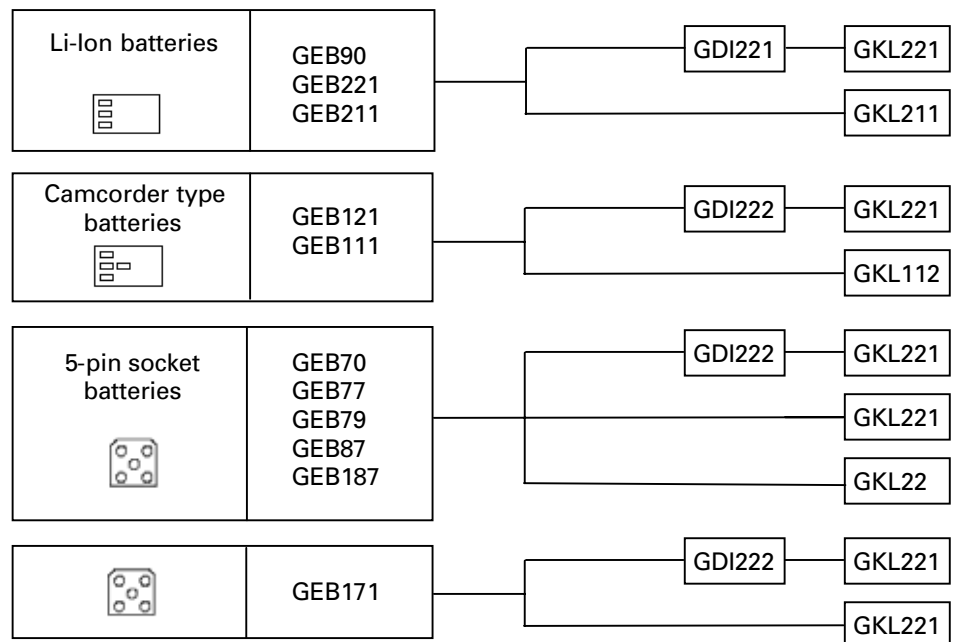 Li-Ion batteries
GEB90
GEB221
GEB211
GDI221
GKL221
GKL211
Camcorder type
batteries
GEB121
GEB111
GDI222
GKL221
GKL112
5-pin socket
batteries
GEB70
GEB77
GEB79
GEB87
GEB187
GDI222
GKL221
GKL221
GKL22
GEB171
GDI222
GKL221
GKL221